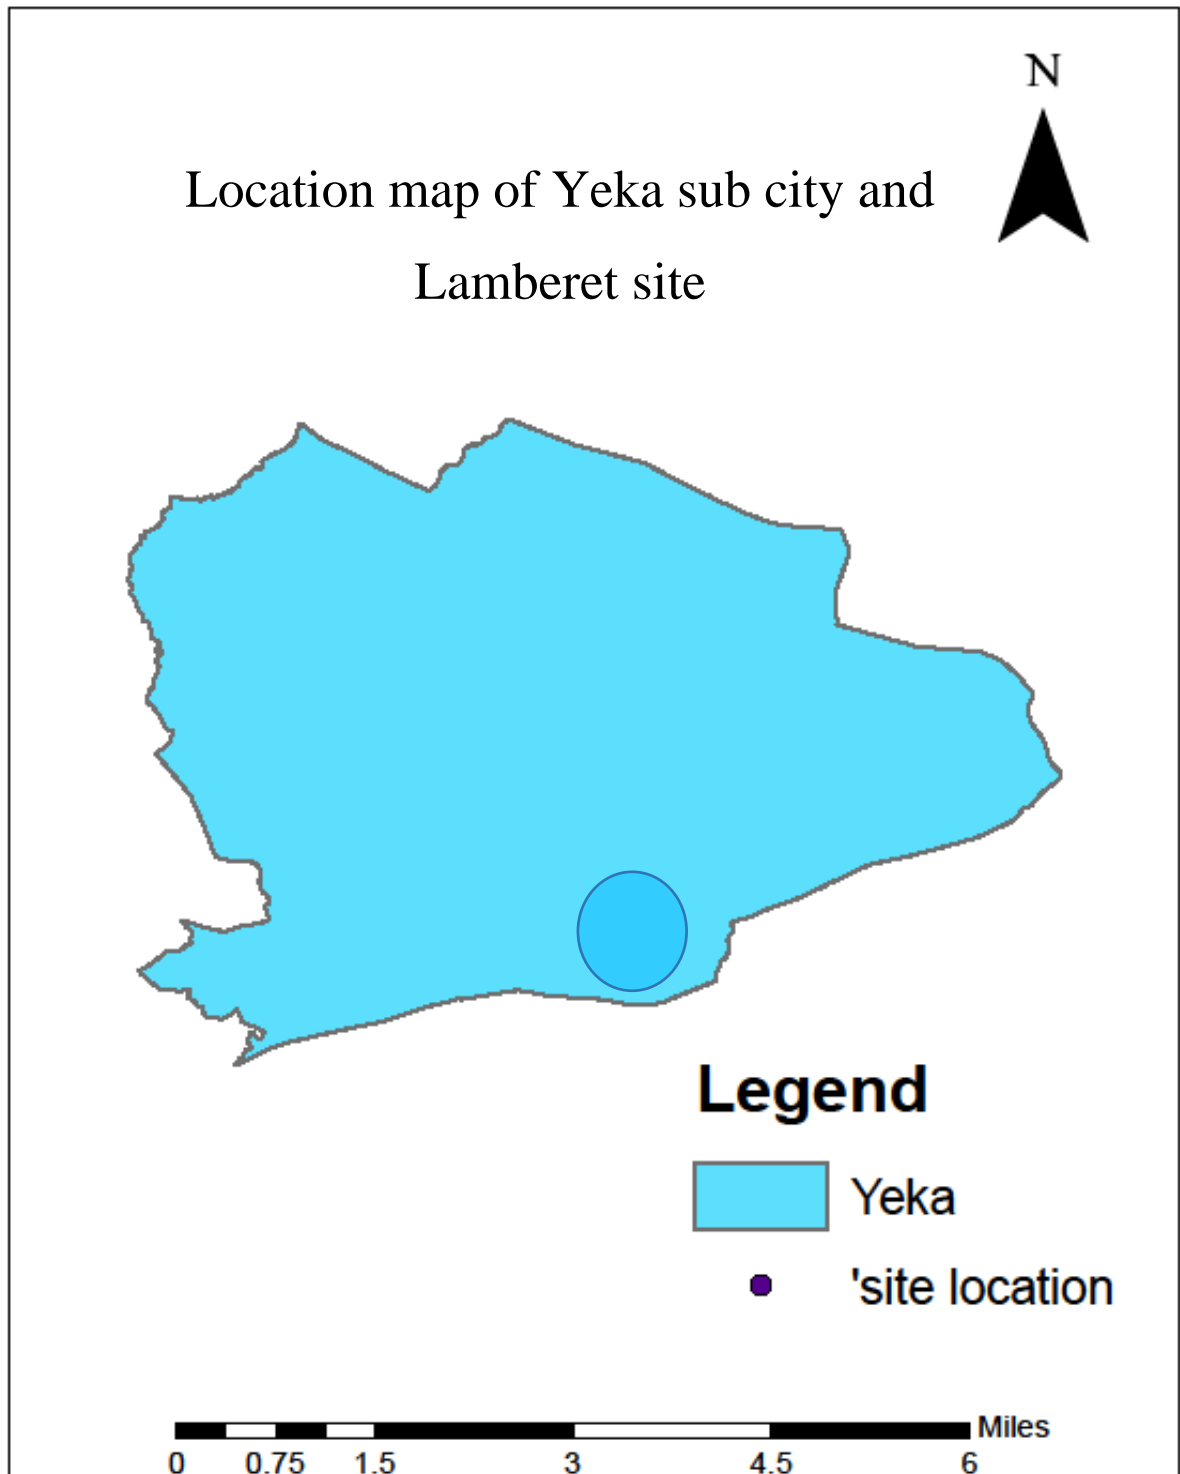 N
Location map of Yeka sub city and
Lamberet site
Legend
Yeka
'site location
Miles
0 0.75 1.5 3 4.5 6